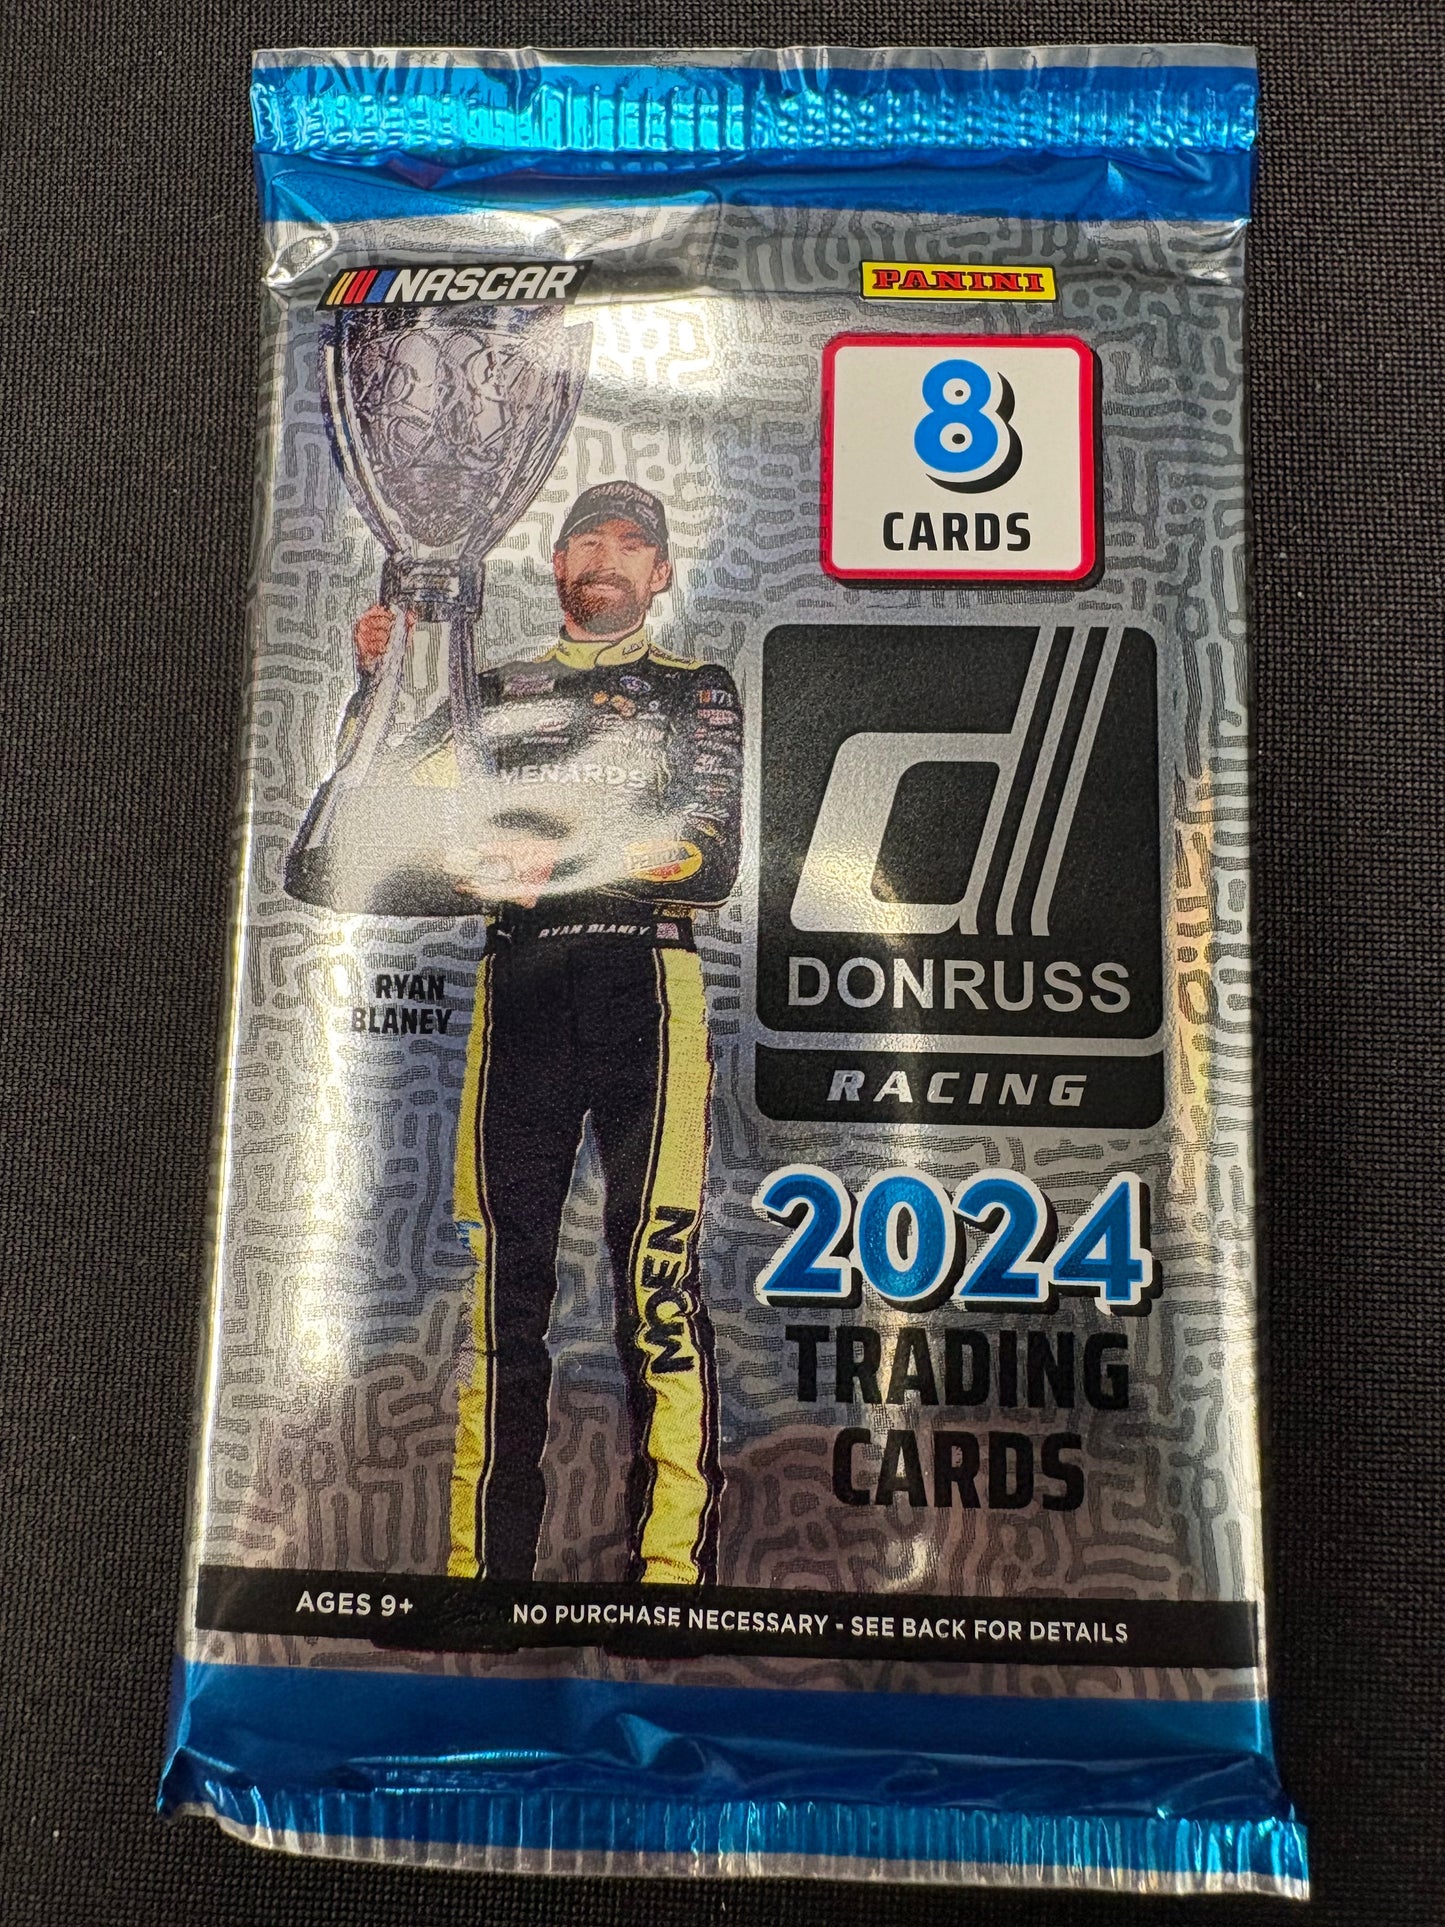 NASCAR
PANINI
8
CARDS
MENARDS
RYAN BLANEY
RYAN
BLANEY
d
DONRUSS
RACING
2024
TRADING
CARDS
MOEN
AGES 9+
NO PURCHASE NECESSARY - SEE BACK FOR DETAILS